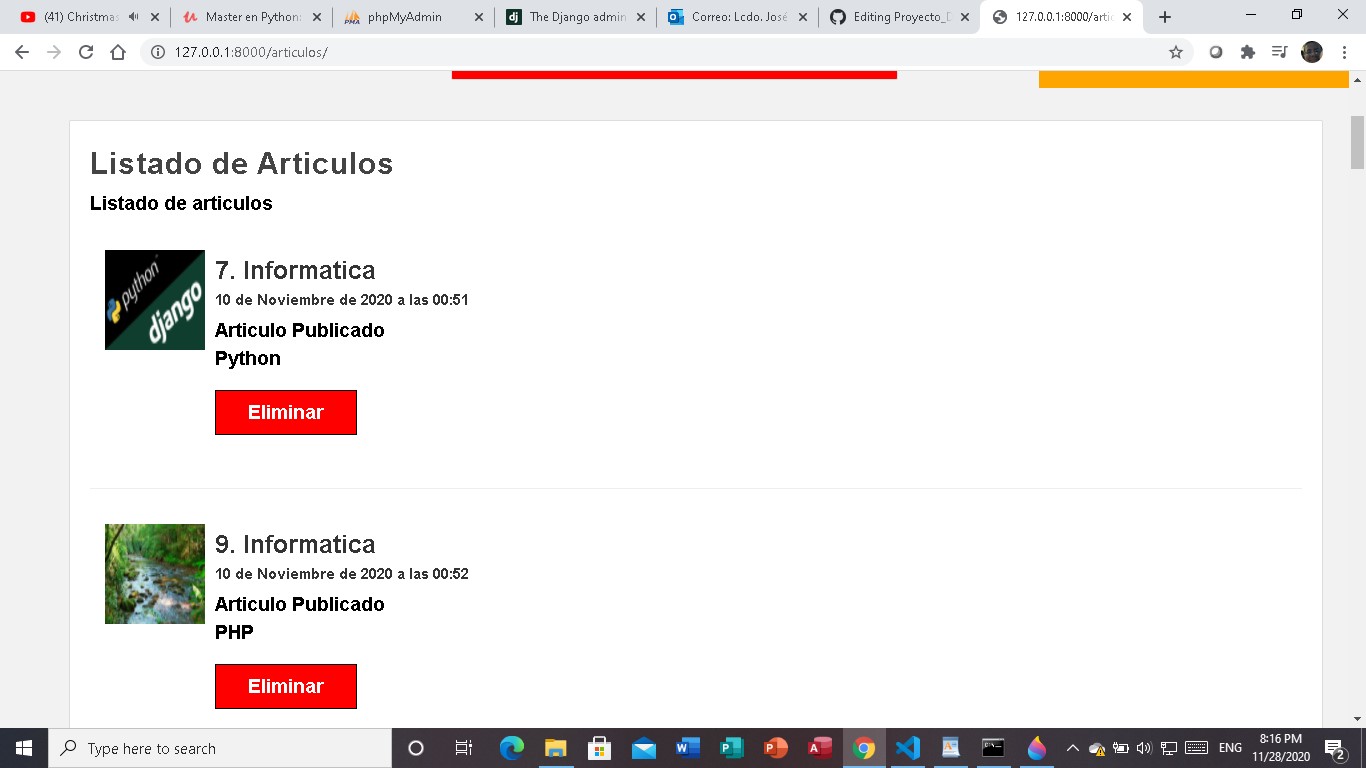 (41) Christmas
Master en Python:
phpMyAdmin
The Django admin
Correo: Lcdo. José
Editing Proyecto_D
127.0.0.1:8000/artic
127.0.0.1:8000/articulos/
Listado de Articulos
Listado de articulos
python
django
7. Informatica
10 de Noviembre de 2020 a las 00:51
Articulo Publicado
Python
Eliminar
9. Informatica
10 de Noviembre de 2020 a las 00:52
Articulo Publicado
PHP
Eliminar
Type here to search
ENG
8:16 PM
11/28/2020
2